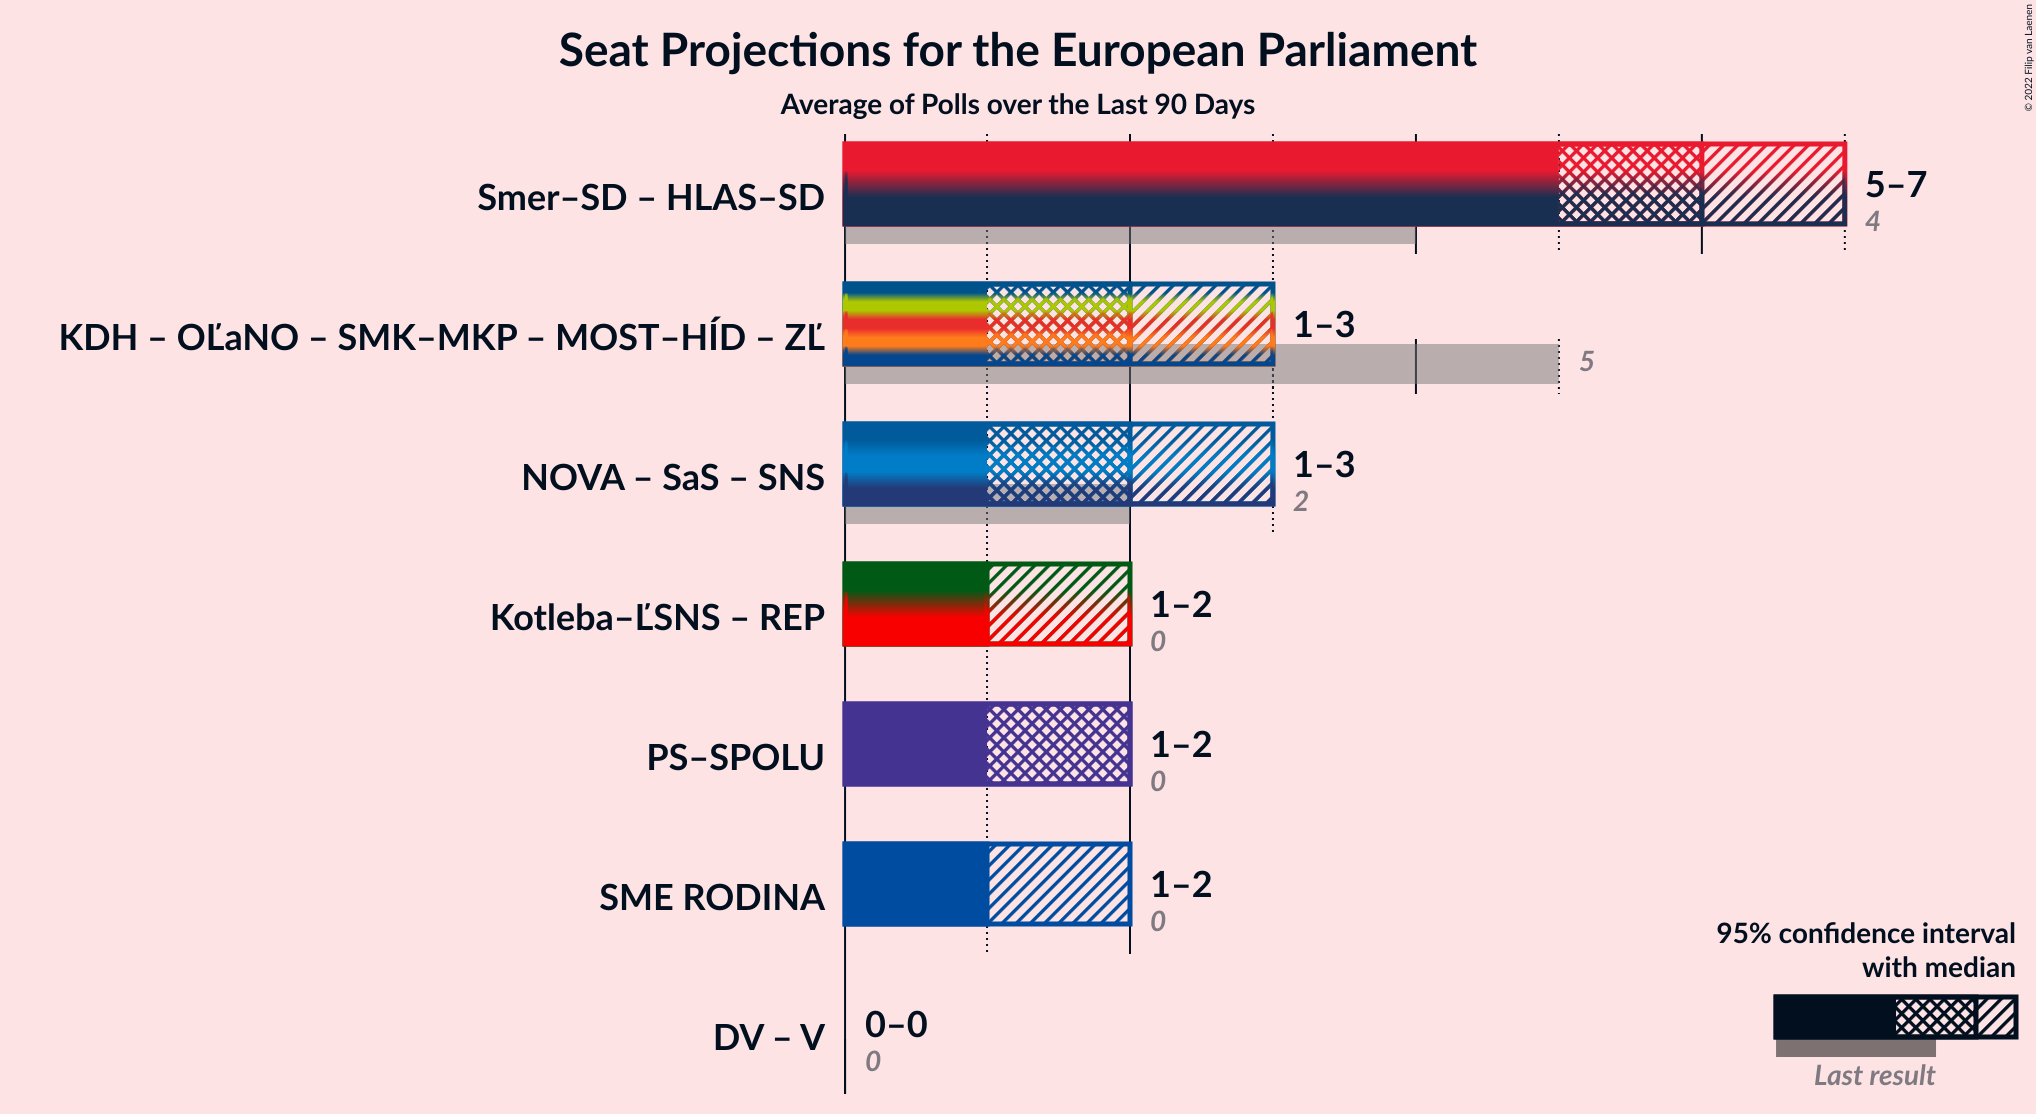 Seat Projections for the European Parliament
Average of Polls over the Last 90 Days
© 2022 Filip van Laenen
Smer–SD – HLAS–SD
5–7
4
KDH – OĽaNO – SMK–MKP – MOST–HÍD – ZĽ
1–3
5
NOVA – SaS – SNS
1–3
2
Kotleba–ĽSNS – REP
1–2
0
PS–SPOLU
1–2
0
SME RODINA
1–2
0
DV – V
0–0
0
95% confidence interval
with median
Last result